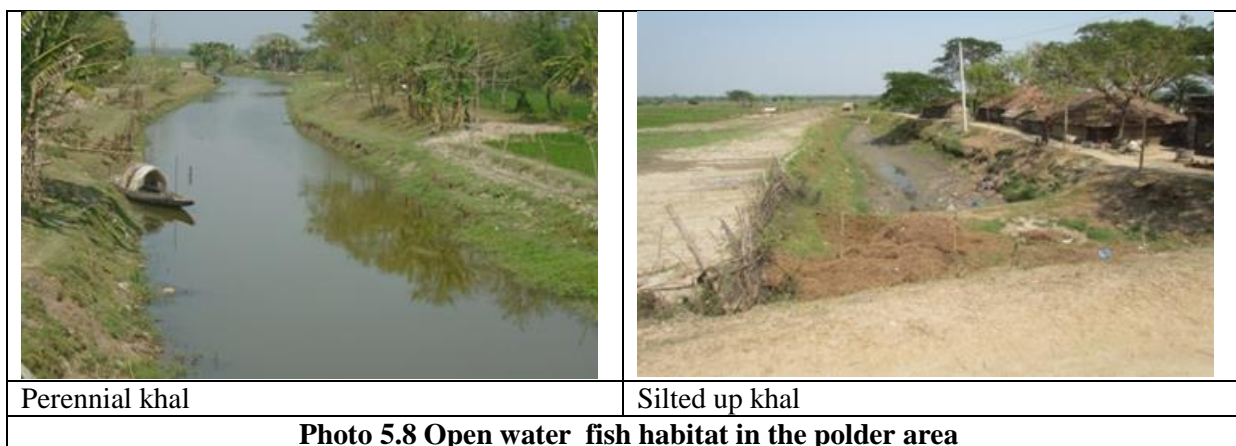 Perennial khal
Silted up khal
Photo 5.8 Open water fish habitat in the polder area